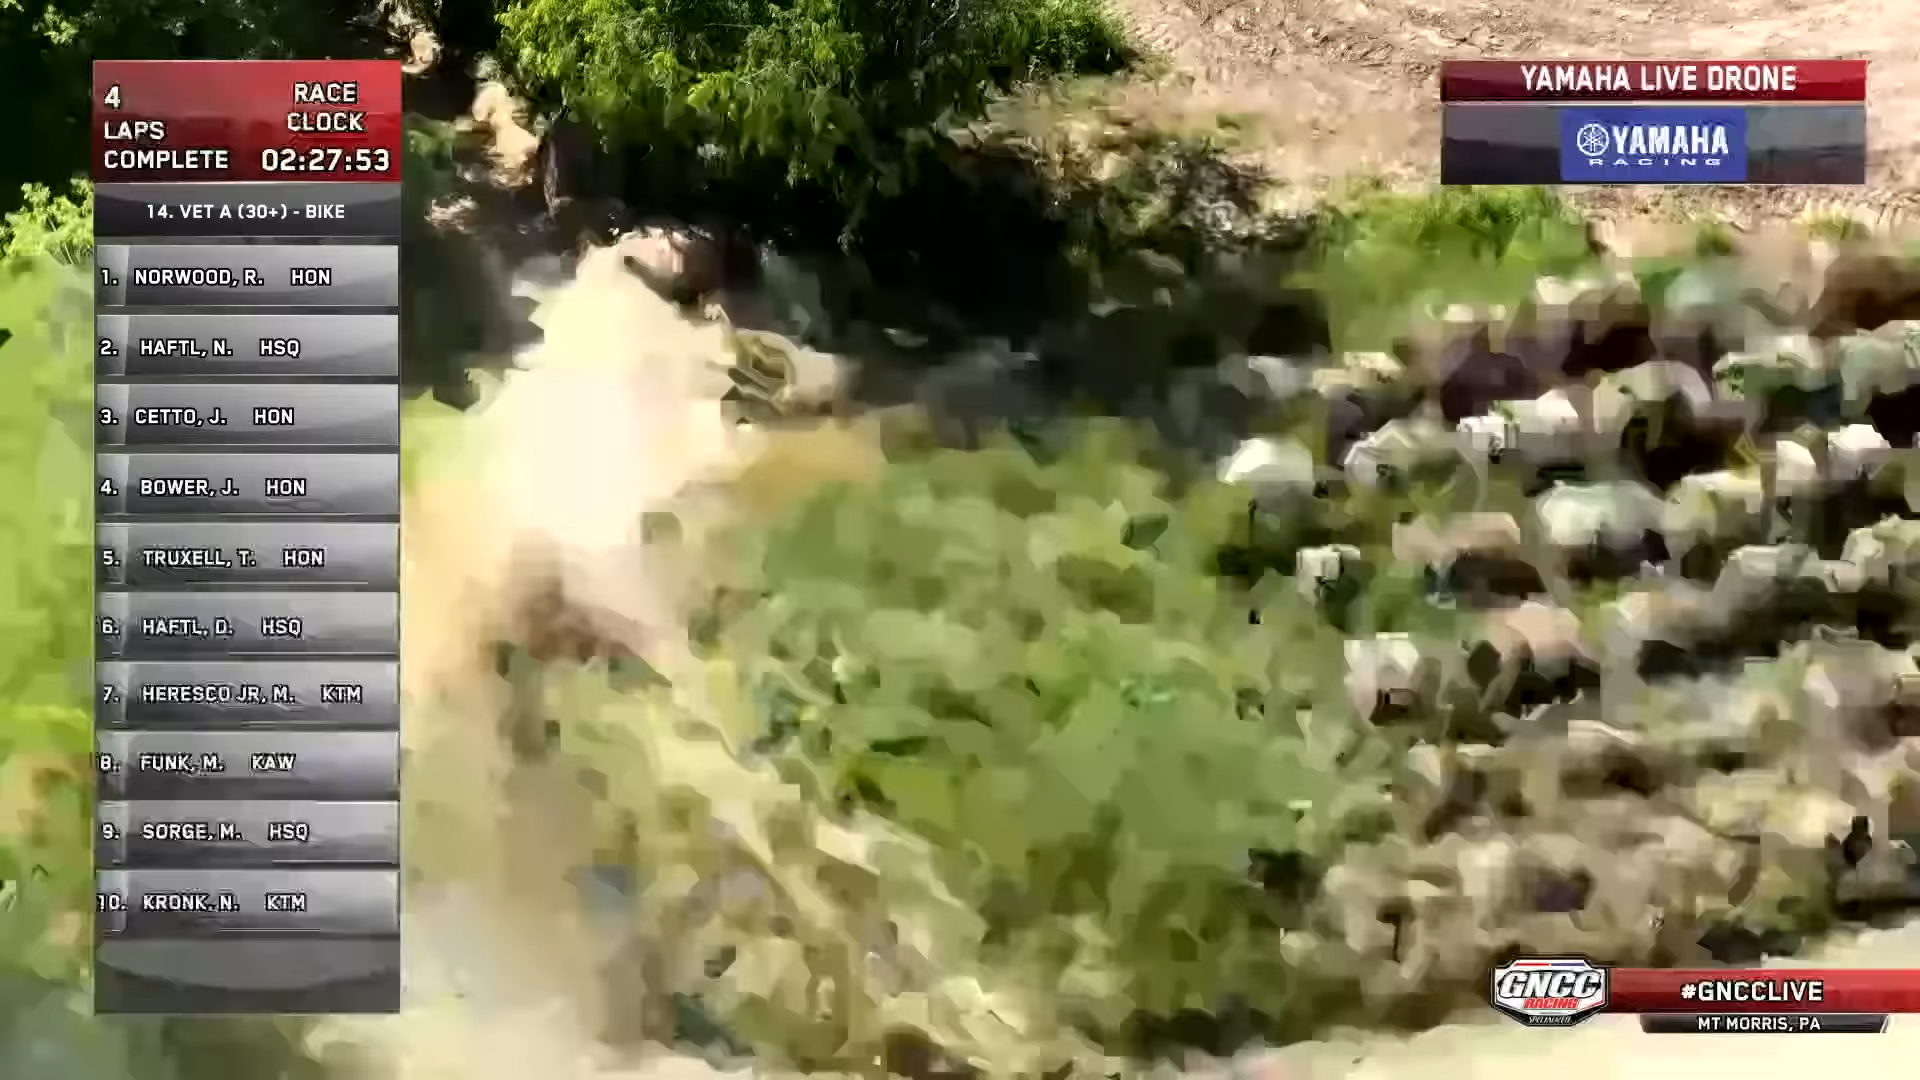 4
LAPS
COMPLETE
RACE
CLOCK
02:27:53
14. VET A (30+) - BIKE
1. NORWOOD, R. HON
2. HAFTL, N. HSQ
3. CETTO, J. HON
4. BOWER, J. HON
5. TRUXELL, T. HON
6. HAFTL, D. HSQ
7. HERESCO JR, M. KTM
8. FUNK, M. KAW
9. SORGE, M. HSQ
10. KRONK, N. KTM
YAMAHA LIVE DRONE
YAMAHA
RACING
GNCC
RACING
SPECIALIZED
#GNCCLIVE
MT MORRIS, PA